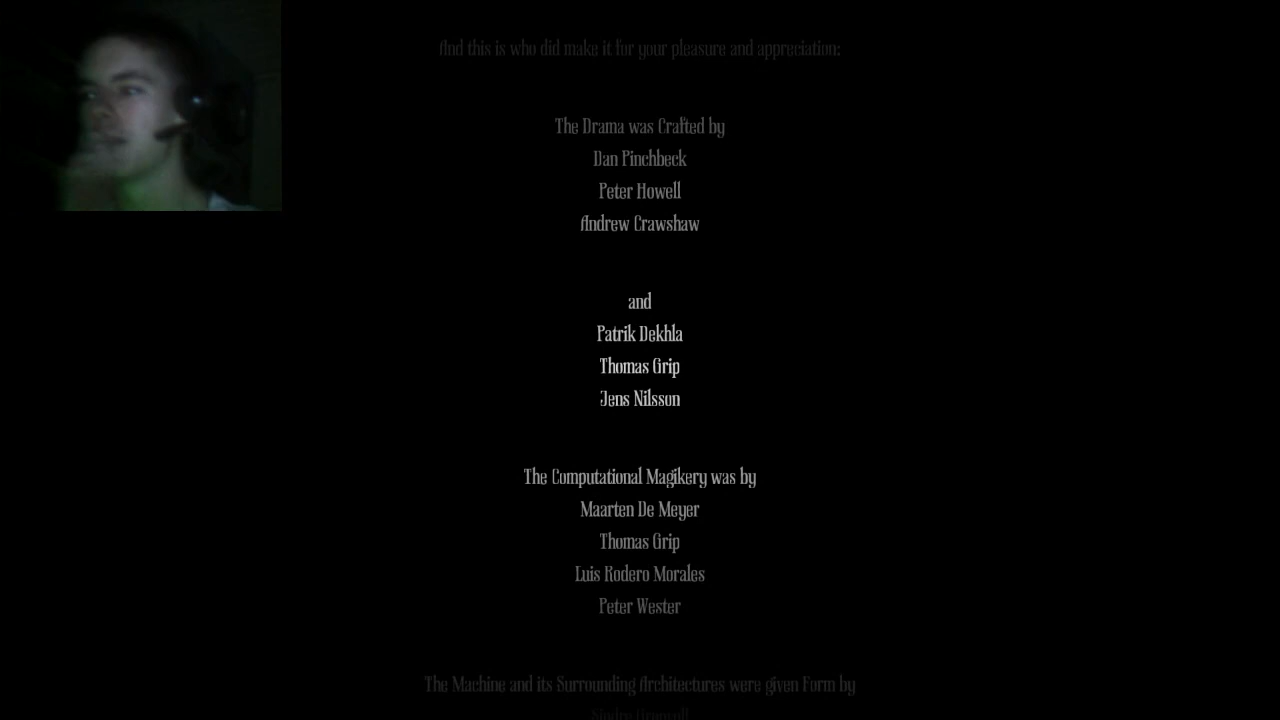 And this is who did make it for your pleasure and appreciation:
The Drama was Crafted by
Dan Pinchbeck
Peter Howell
Andrew Crawshaw
and
Patrik Dekhla
Thomas Grip
Jens Nilsson
The Computational Magikery was by
Maarten De Meyer
Thomas Grip
Luis Rodero Morales
Peter Wester
The Machine and its Surrounding Architectures were given Form by